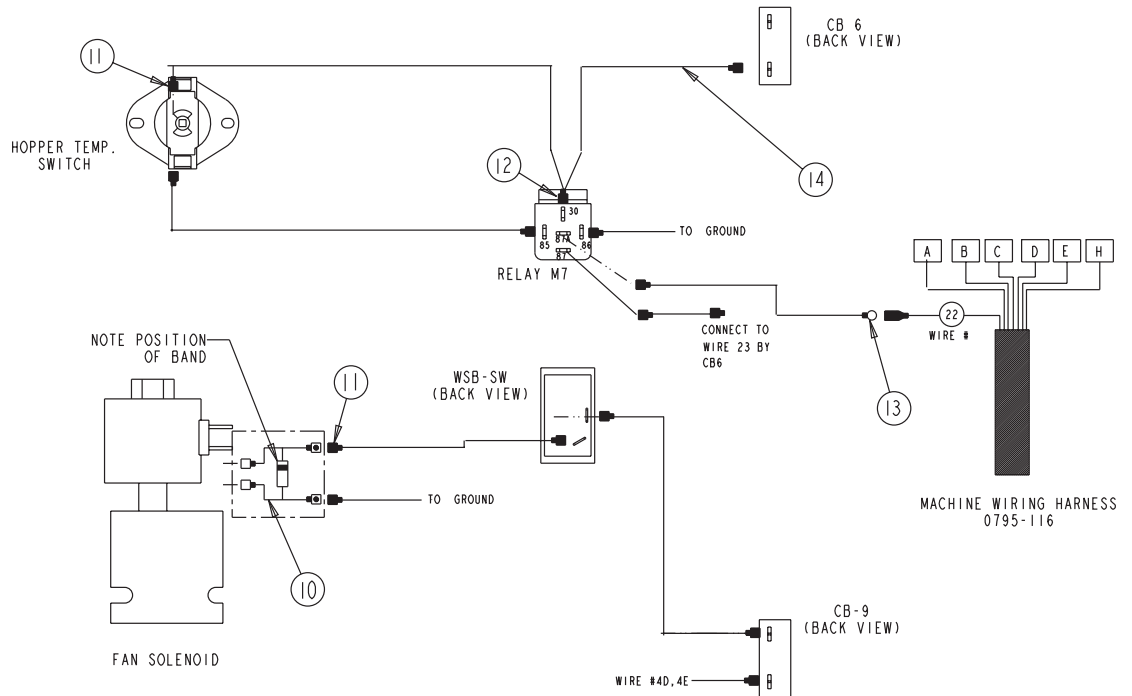 CB 6
(BACK VIEW)
11
HOPPER TEMP.
SWITCH
12
14
30
85
87A
86
87
TO GROUND
RELAY M7
A B C D E H
22
WIRE #
CONNECT TO
WIRE 23 BY
CB6
13
NOTE POSITION
OF BAND
11
WSB-SW
(BACK VIEW)
TO GROUND
MACHINE WIRING HARNESS
0795-116
10
CB-9
(BACK VIEW)
FAN SOLENOID
WIRE #4D,4E